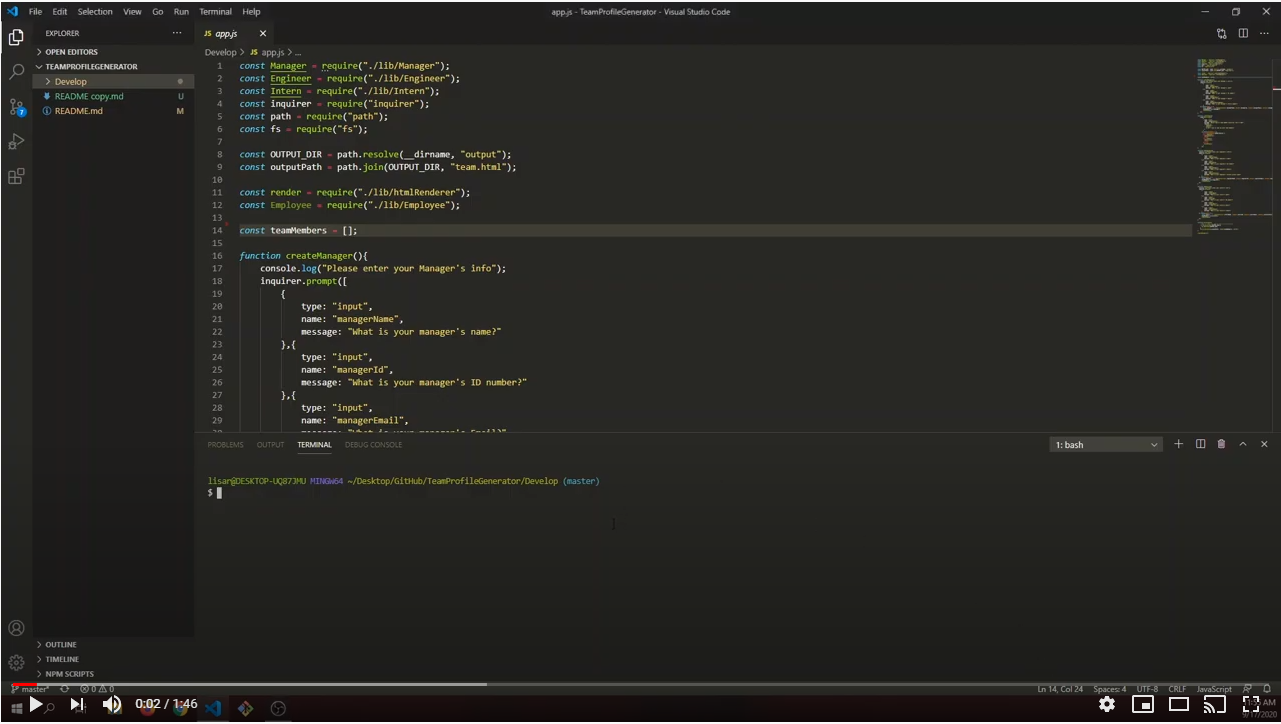 File Edit Selection View Go Run Terminal Help
app.js - TeamProfileGenerator - Visual Studio Code
EXPLORER
OPEN EDITORS
TEAMPROFILEGENERATOR
Develop
README copy.md U
README.md M
7
OUTLINE
TIMELINE
NPM SCRIPTS
JS app.js
Develop > JS app.js > ...
1 const Manager = require("./lib/Manager");
2 const Engineer = require("./lib/Engineer");
3 const Intern = require("./lib/Intern");
4 const inquirer = require("inquirer");
5 const path = require("path");
6 const fs = require("fs");
7
8 const OUTPUT_DIR = path.resolve(__dirname, "output");
9 const outputPath = path.join(OUTPUT_DIR, "team.html");
10
11 const render = require("./lib/htmlRenderer");
12 const Employee = require("./lib/Employee");
13
14 const teamMembers = [];
15
16 function createManager(){
17 console.log("Please enter your Manager's info");
18 inquirer.prompt([
19 {
20 type: "input",
21 name: "managerName",
22 message: "What is your manager's name?"
23 },{
24 type: "input",
25 name: "managerId",
26 message: "What is your manager's ID number?"
27 },{
28 type: "input",
29 name: "managerEmail",
message: "What is your manager's Email?"
PROBLEMS OUTPUT TERMINAL DEBUG CONSOLE
1: bash
lisar@DESKTOP-UQ87JMU MINGW64 ~/Desktop/GitHub/TeamProfileGenerator/Develop (master)
$
master* 0 0
Ln 14, Col 24 Spaces: 4 UTF-8 CRLF JavaScript
0:02 / 1:46